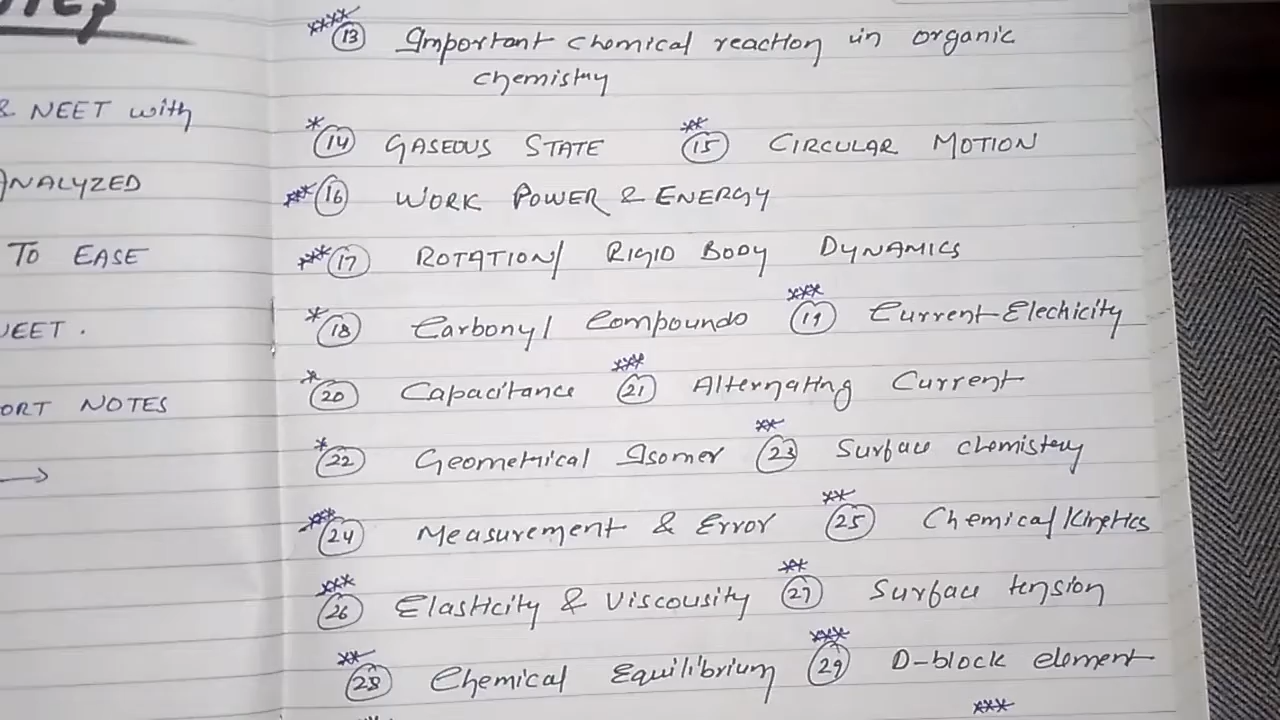 & NEET with
ANALYZED
TO EASE
NEET.
ORT NOTES
→
**** 13 Important chemical reaction in organic
chemistry
* 14 GASEOUS STATE ** 15 CIRCULAR MOTION
*** 16 WORK POWER & ENERGY
*** 17 ROTATION/ RIGID BODY DYNAMICS
* 18 Carbonyl Compounds *** 19 Current Electricity
* 20 Capacitance *** 21 Alternating Current
* 22 Geometrical Isomer ** 23 Surface chemistry
*** 24 Measurement & Error ** 25 Chemical Kinetics
*** 26 Elasticity & Viscousity ** 27 Surface tension
** 28 Chemical Equilibrium *** 29 D-block element
***